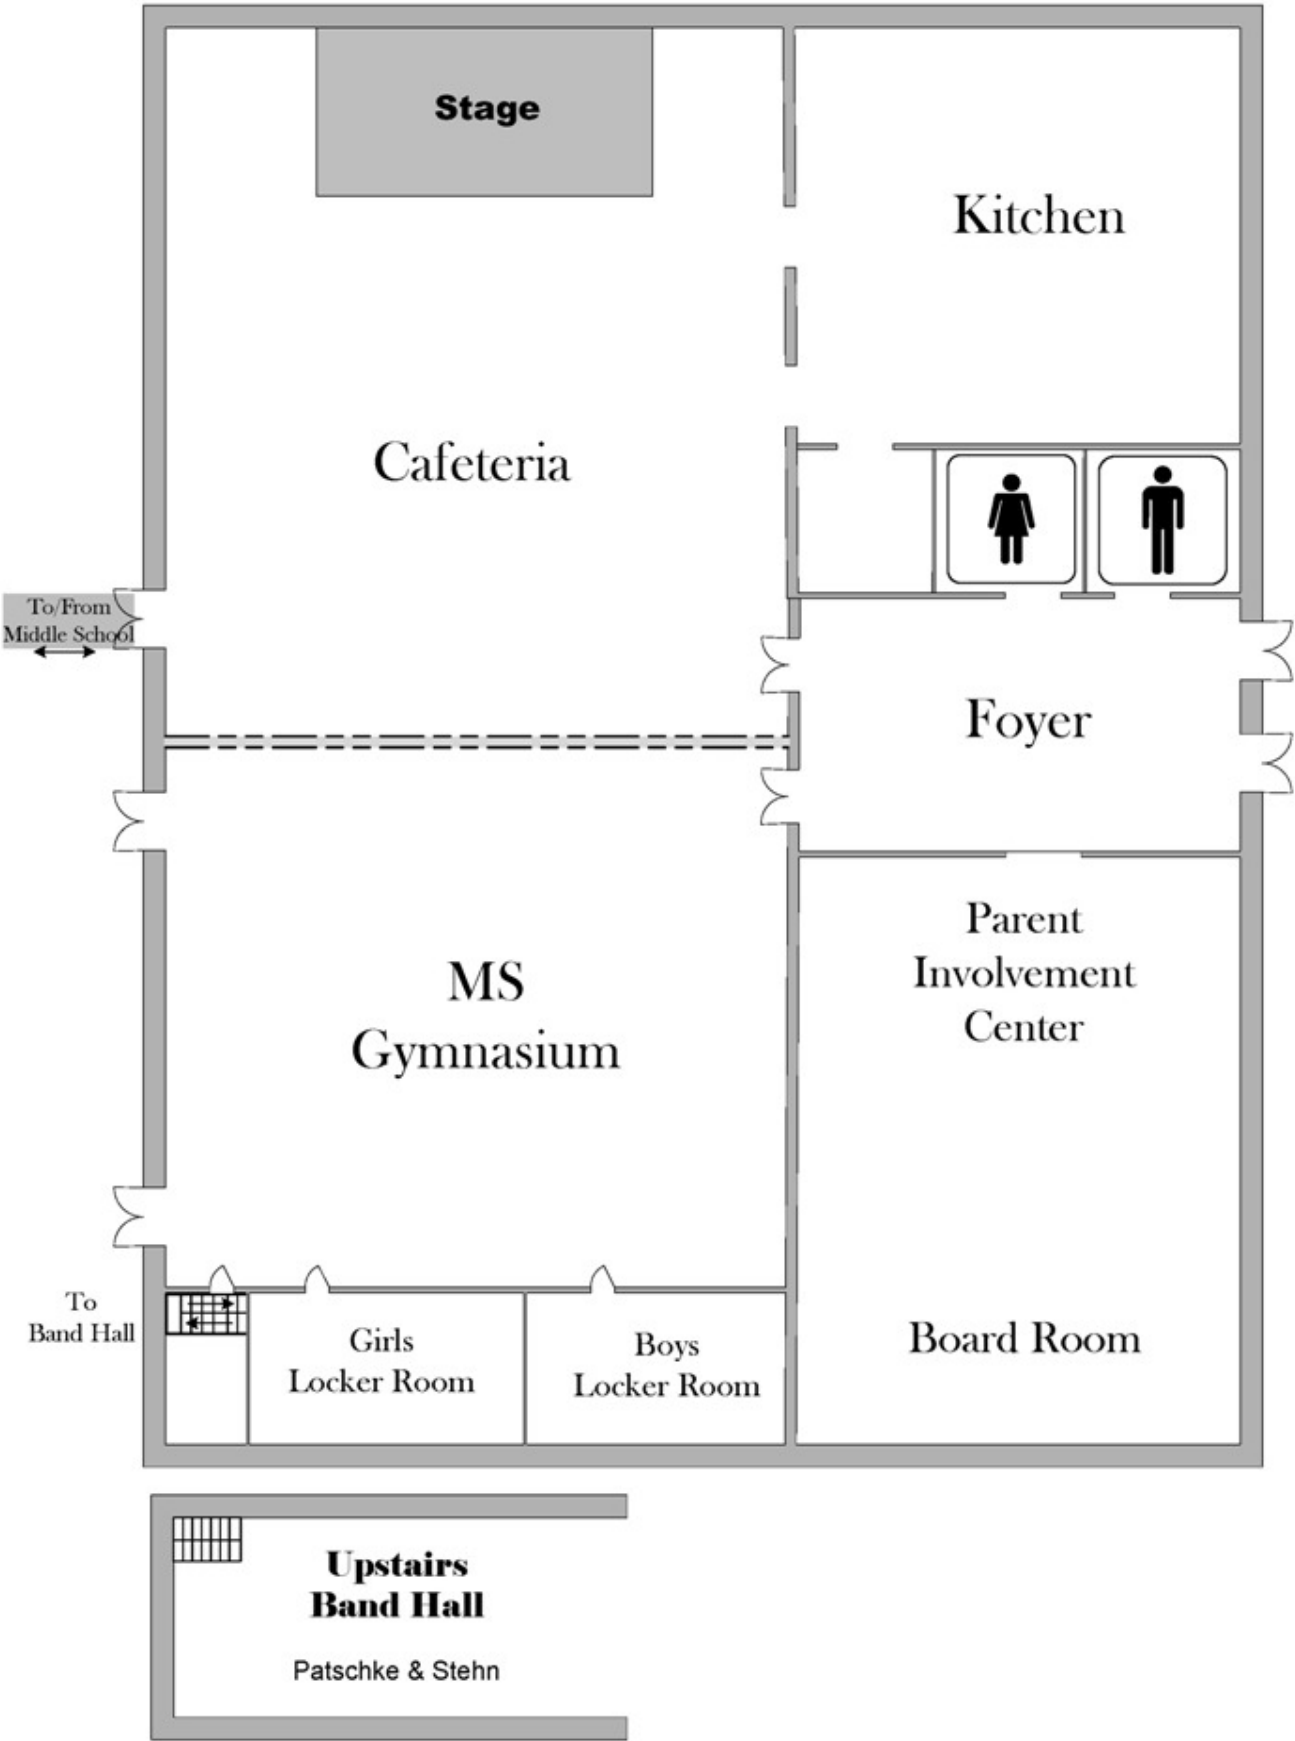 Stage
Kitchen
Cafeteria
To/From
Middle School
Foyer
Parent
Involvement
Center
MS
Gymnasium
To
Band Hall
Girls
Locker Room
Boys
Locker Room
Board Room
Upstairs
Band Hall
Patschke & Stehn